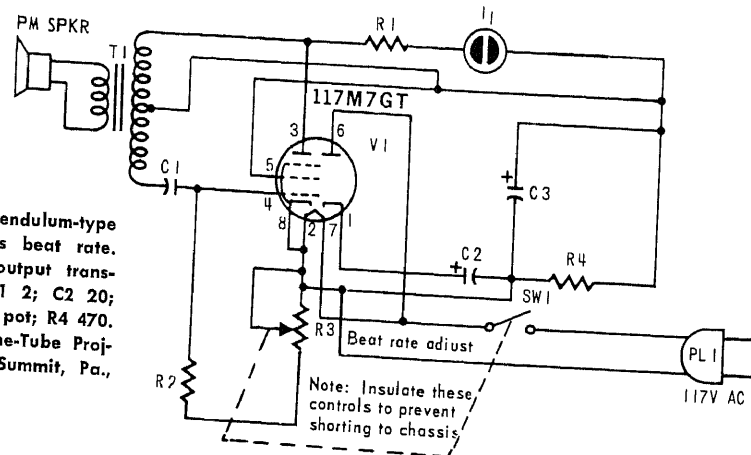 PM SPKR
T1
R1
I1
117M7GT
3
6
V1
5
4
8
2
7
1
C1
C3
C2
R4
endulum-type
s beat rate.
output trans-
1 2; C2 20;
pot; R4 470.
ne-Tube Proj-
Summit, Pa.,
R2
R3
Beat rate adjust
SW1
PL1
117V AC
Note: Insulate these
controls to prevent
shorting to chassis